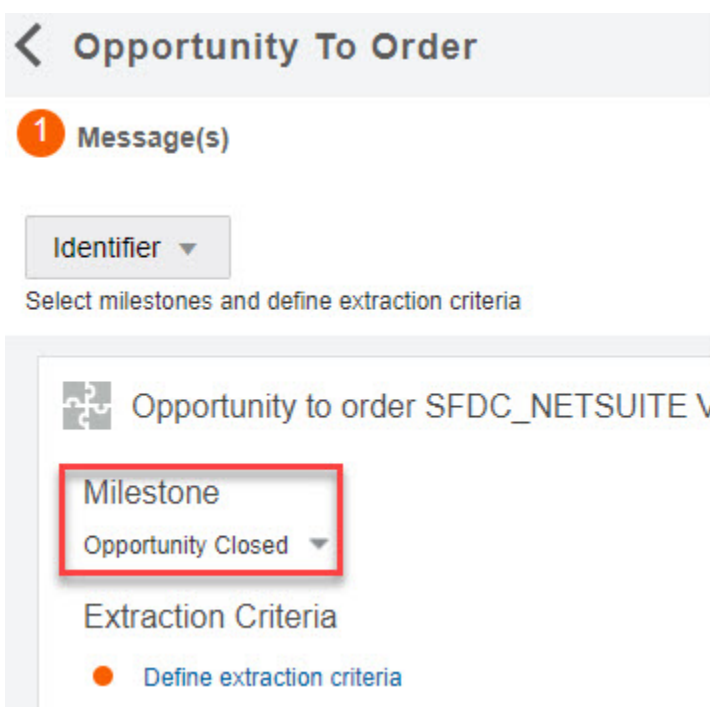 Opportunity To Order
1 Message(s)
Identifier
Select milestones and define extraction criteria
Opportunity to order SFDC_NETSUITE V
Milestone
Opportunity Closed
Extraction Criteria
Define extraction criteria